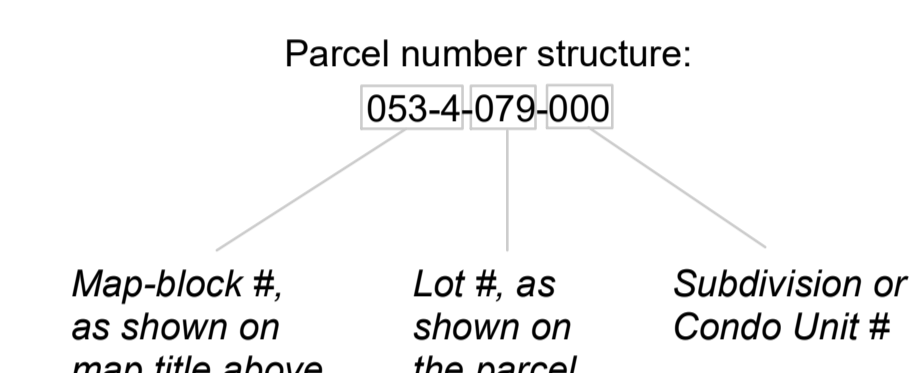 Parcel number structure:
053-4-079-000
Map-block #,
as shown on
map title above
Lot #, as
shown on
the parcel
Subdivision or
Condo Unit #